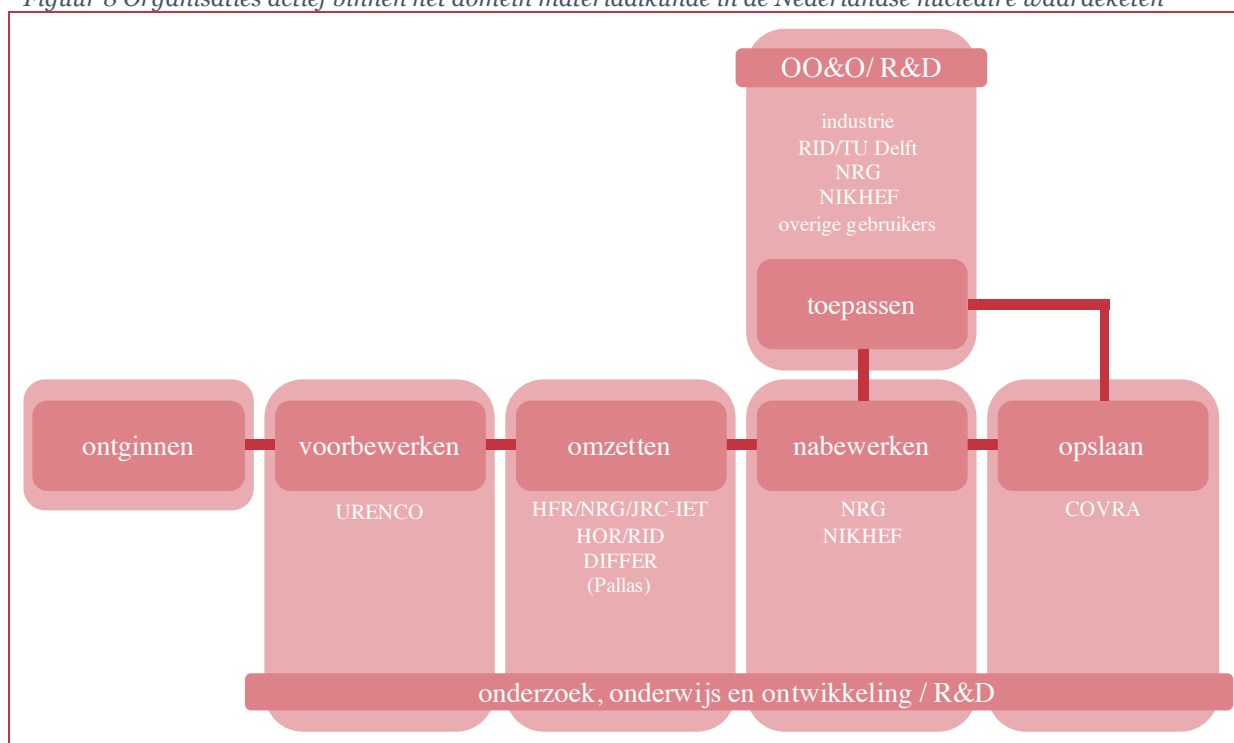 Figuur 8 Organisaties actief binnen het domein materiaalkunde in de Nederlandse nucleaire waardeketen
OO&O/ R&D
industrie
RID/TU Delft
NRG
NIKHEF
overige gebruikers
toepassen
ontginnen
voorbewerken
omzetten
nabewerken
opslaan
URENCO
HFR/NRG/JRC-IET
HOR/RID
DIFFER
(Pallas)
NRG
NIKHEF
COVRA
onderzoek, onderwijs en ontwikkeling / R&D